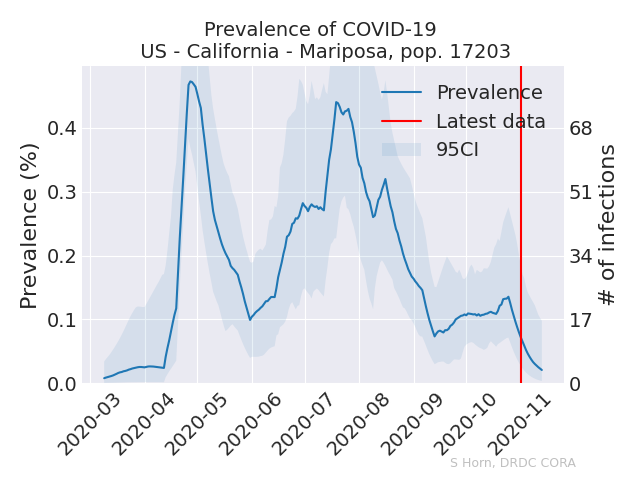 Prevalence of COVID-19
US - California - Mariposa, pop. 17203
Prevalence
Latest data
95CI
Prevalence (%)
0.4
0.3
0.2
0.1
0.0
68
51
34
17
0
# of infections
2020-03
2020-04
2020-05
2020-06
2020-07
2020-08
2020-09
2020-10
2020-11
S Horn, DRDC CORA